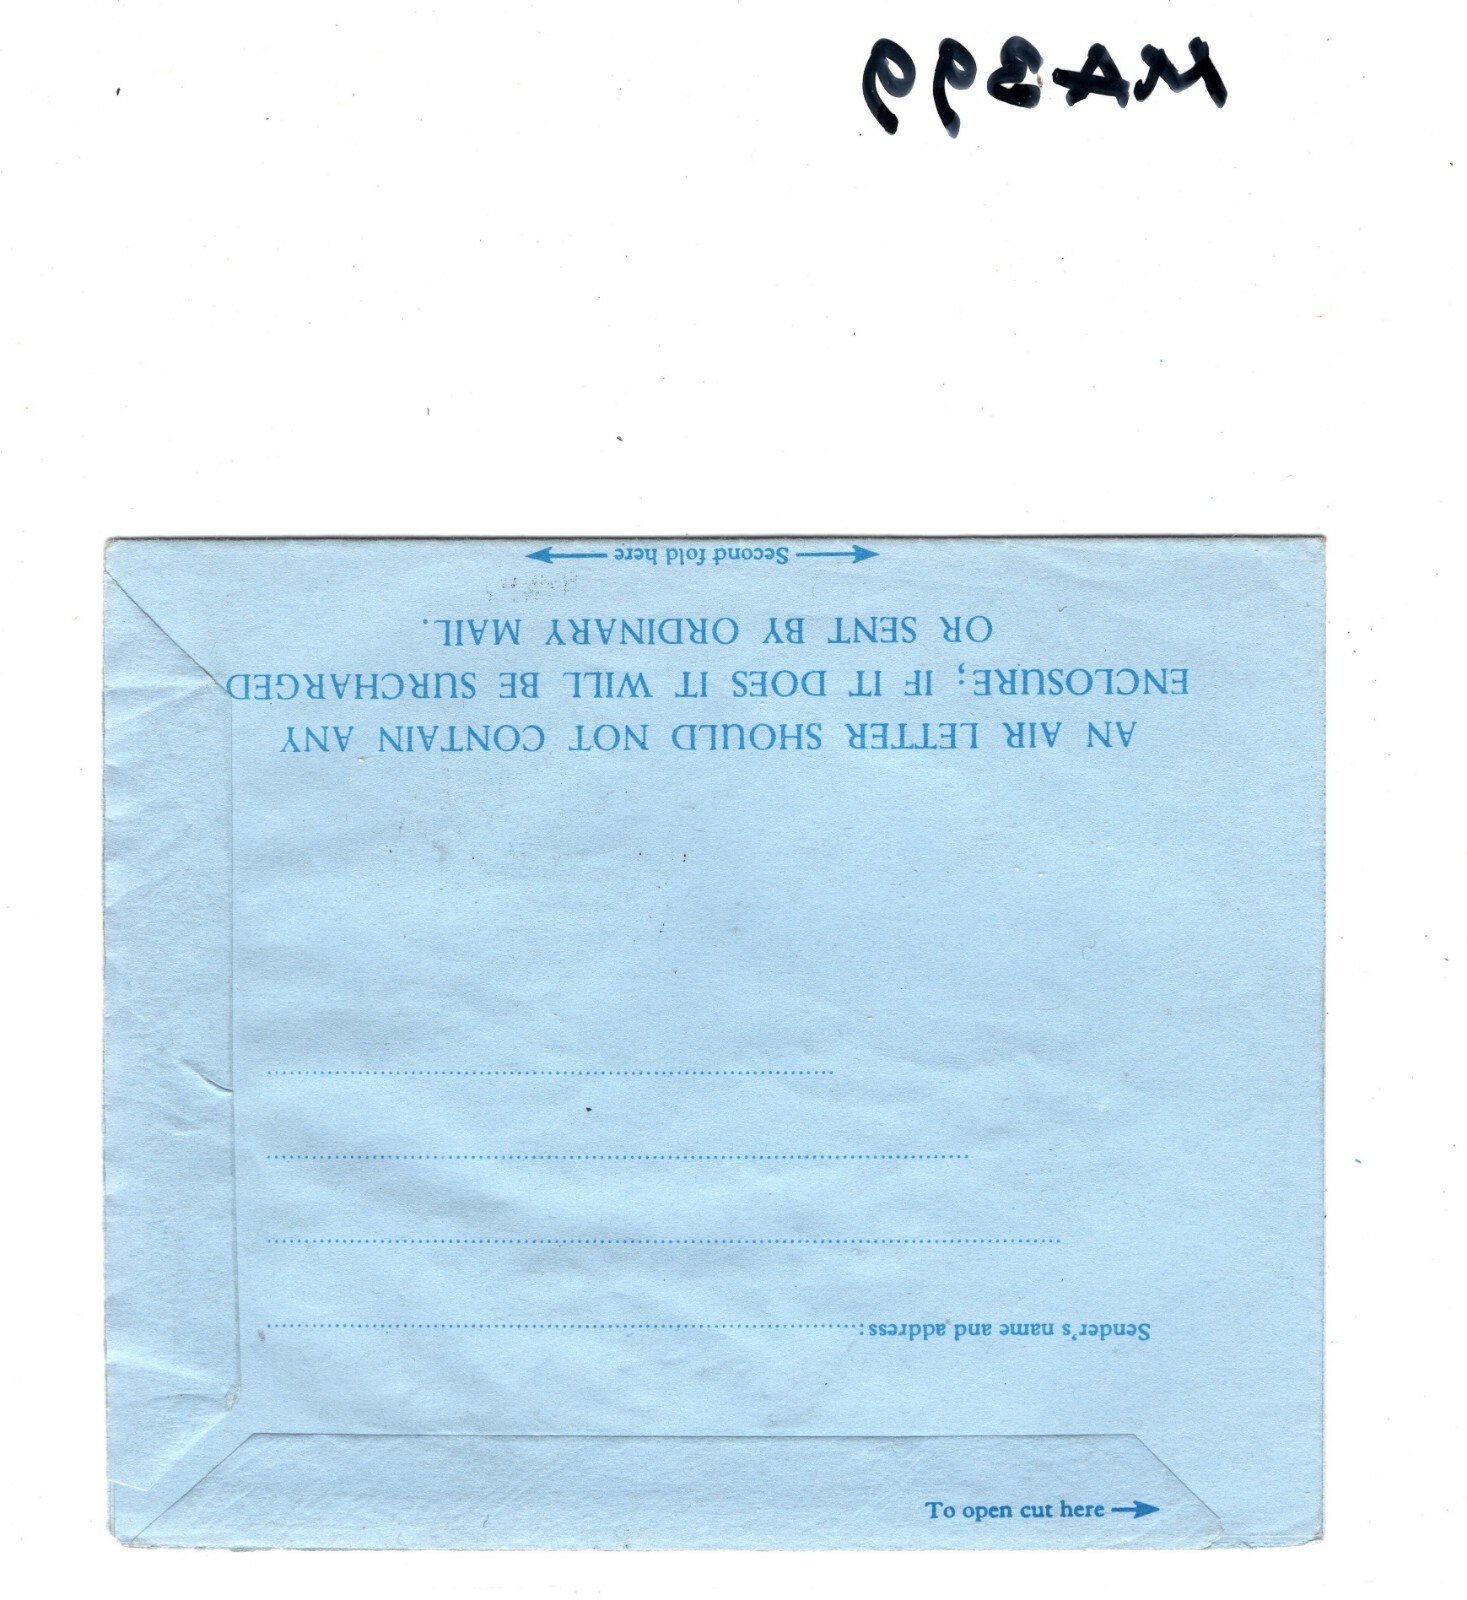 MA399
To open cut here
Sender's name and address:
AN AIR LETTER SHOULD NOT CONTAIN ANY
ENCLOSURE; IF IT DOES IT WILL BE SURCHARGED
OR SENT BY ORDINARY MAIL.
Second fold here